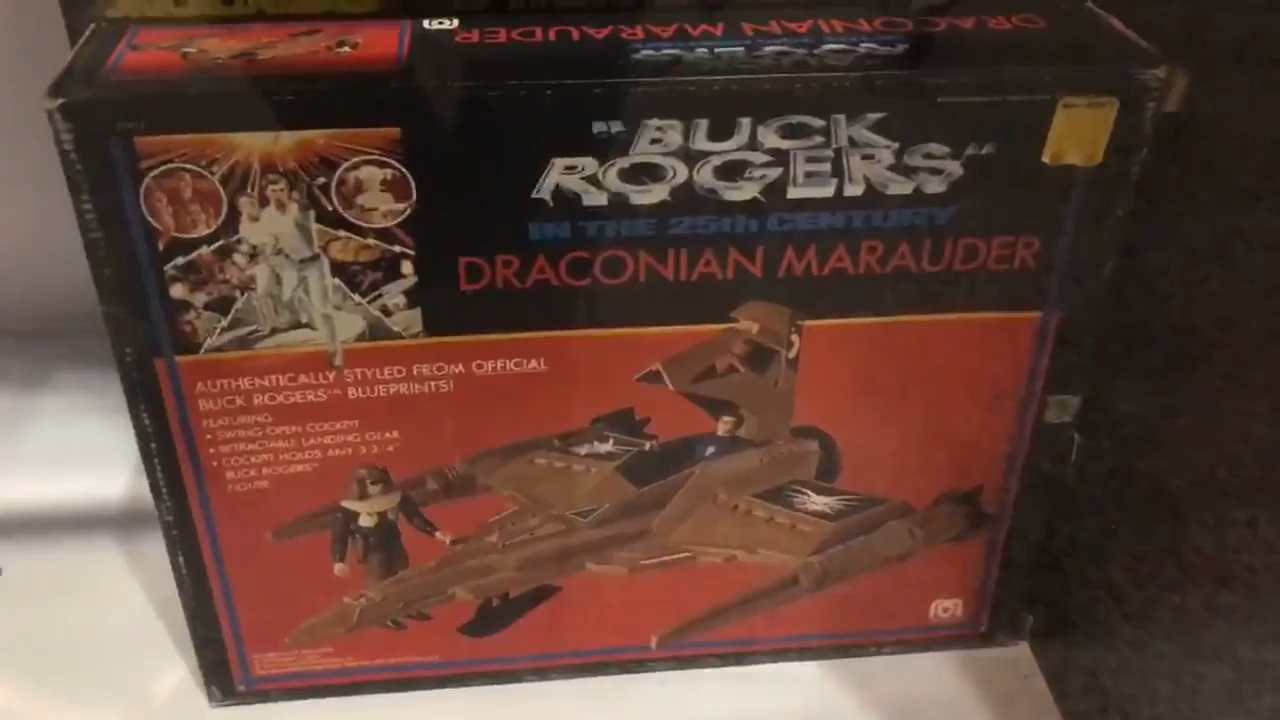 DRACONIAN MARAUDER
"BUCK
ROGERS"™
IN THE 25th CENTURY
DRACONIAN MARAUDER
AUTHENTICALLY STYLED FROM OFFICIAL
BUCK ROGERS™ BLUEPRINTS!
FEATURING:
• SWING OPEN COCKPIT
• RETRACTABLE LANDING GEAR
• COCKPIT HOLDS ANY 3 3/4"
BUCK ROGERS™
FIGURE